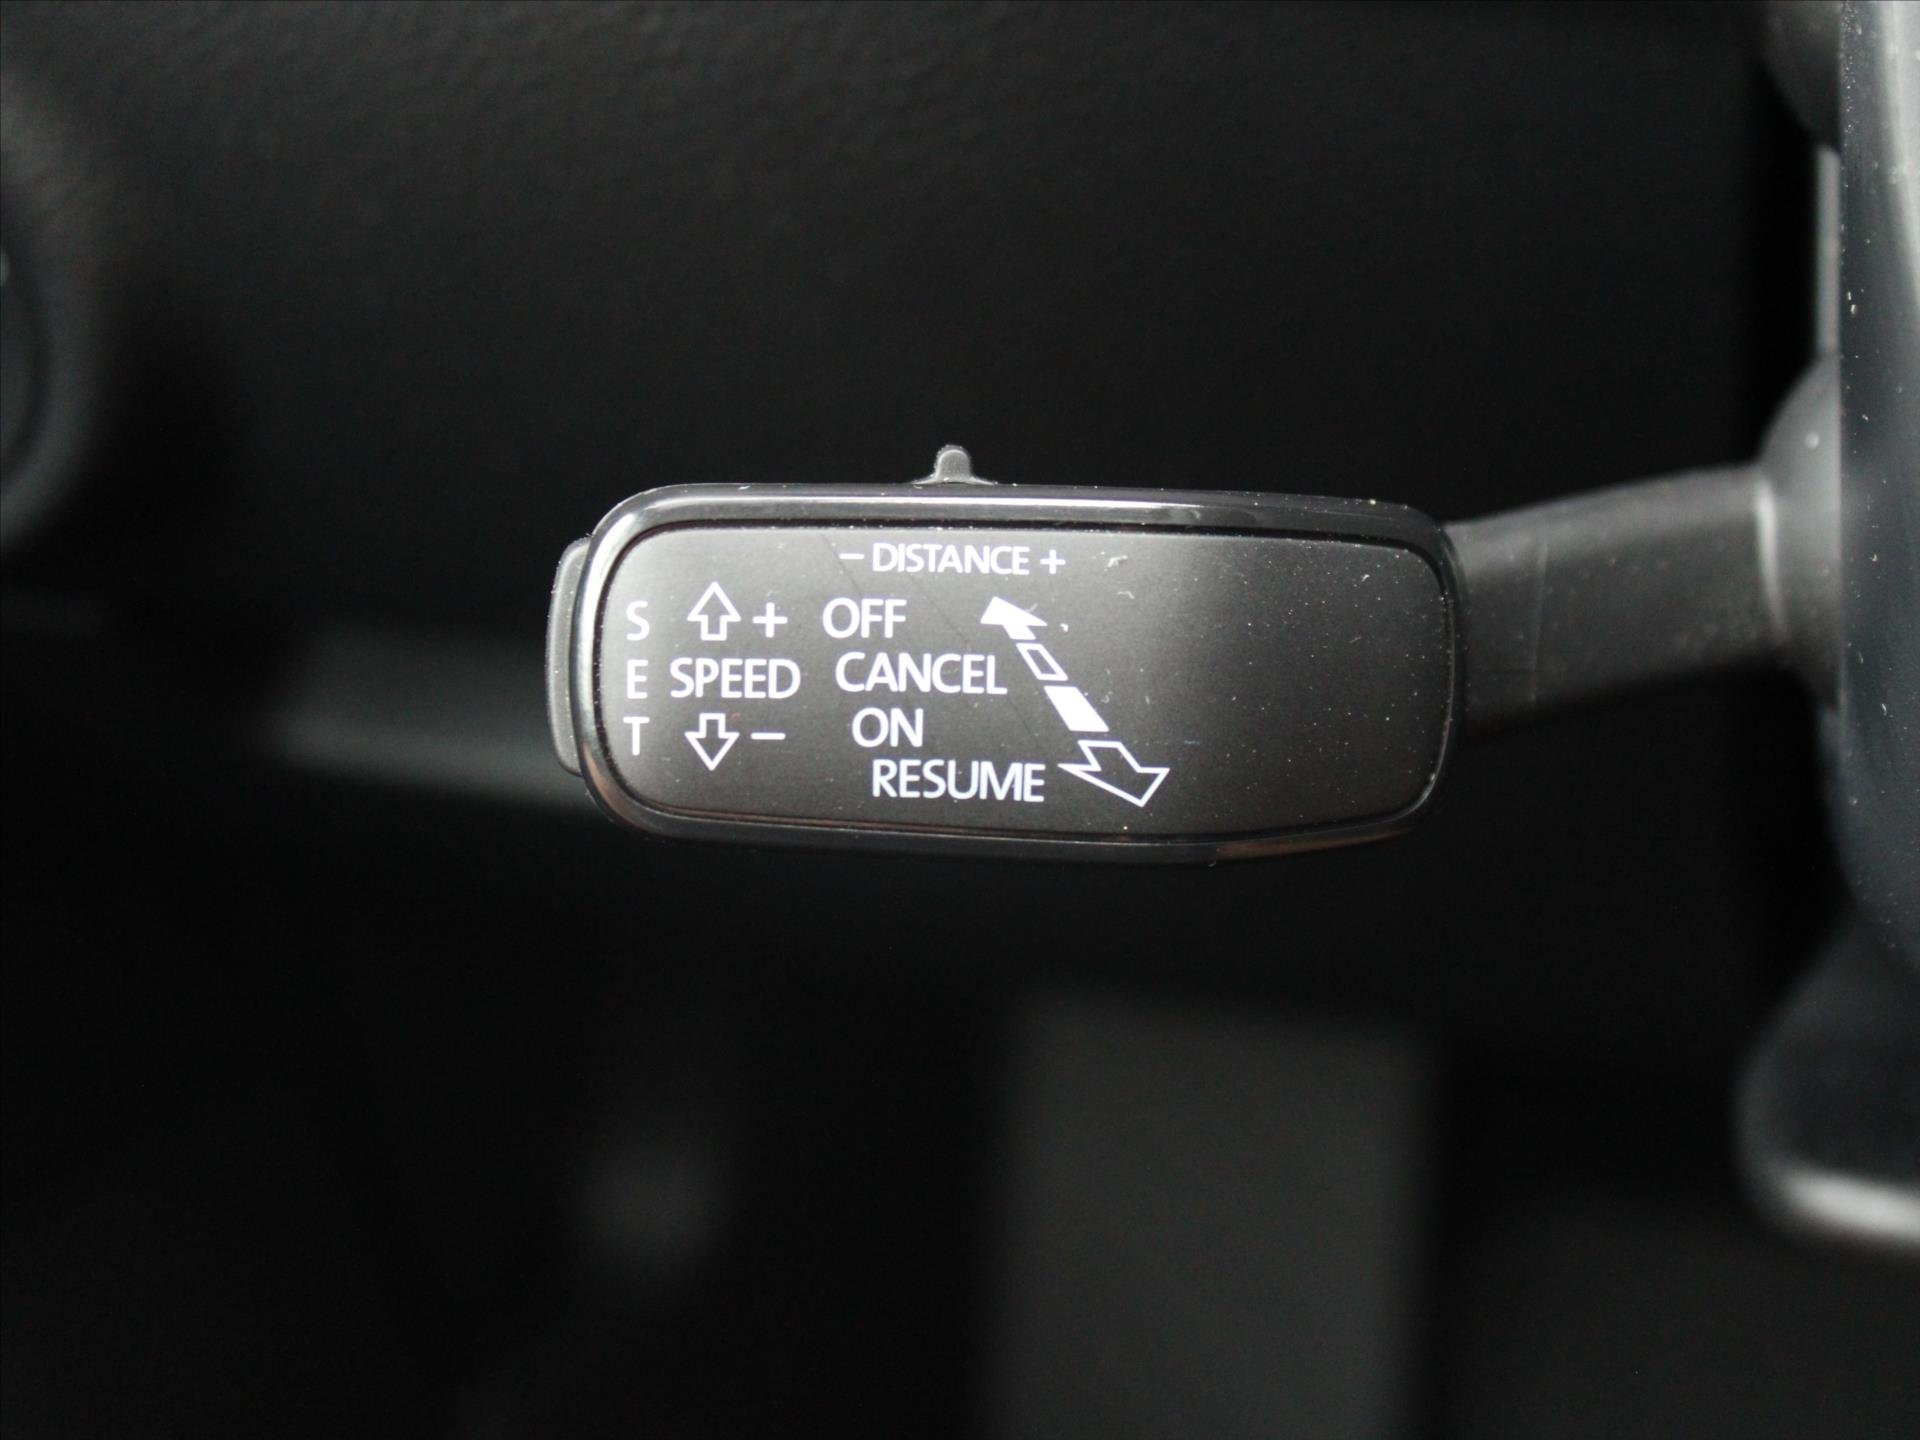 – DISTANCE +
S + OFF
E SPEED CANCEL
T – ON
RESUME